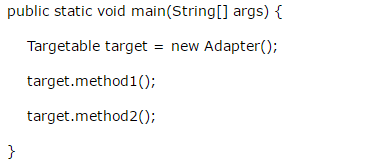 public static void main(String[] args) {
Targetable target = new Adapter();
target.method1();
target.method2();
}